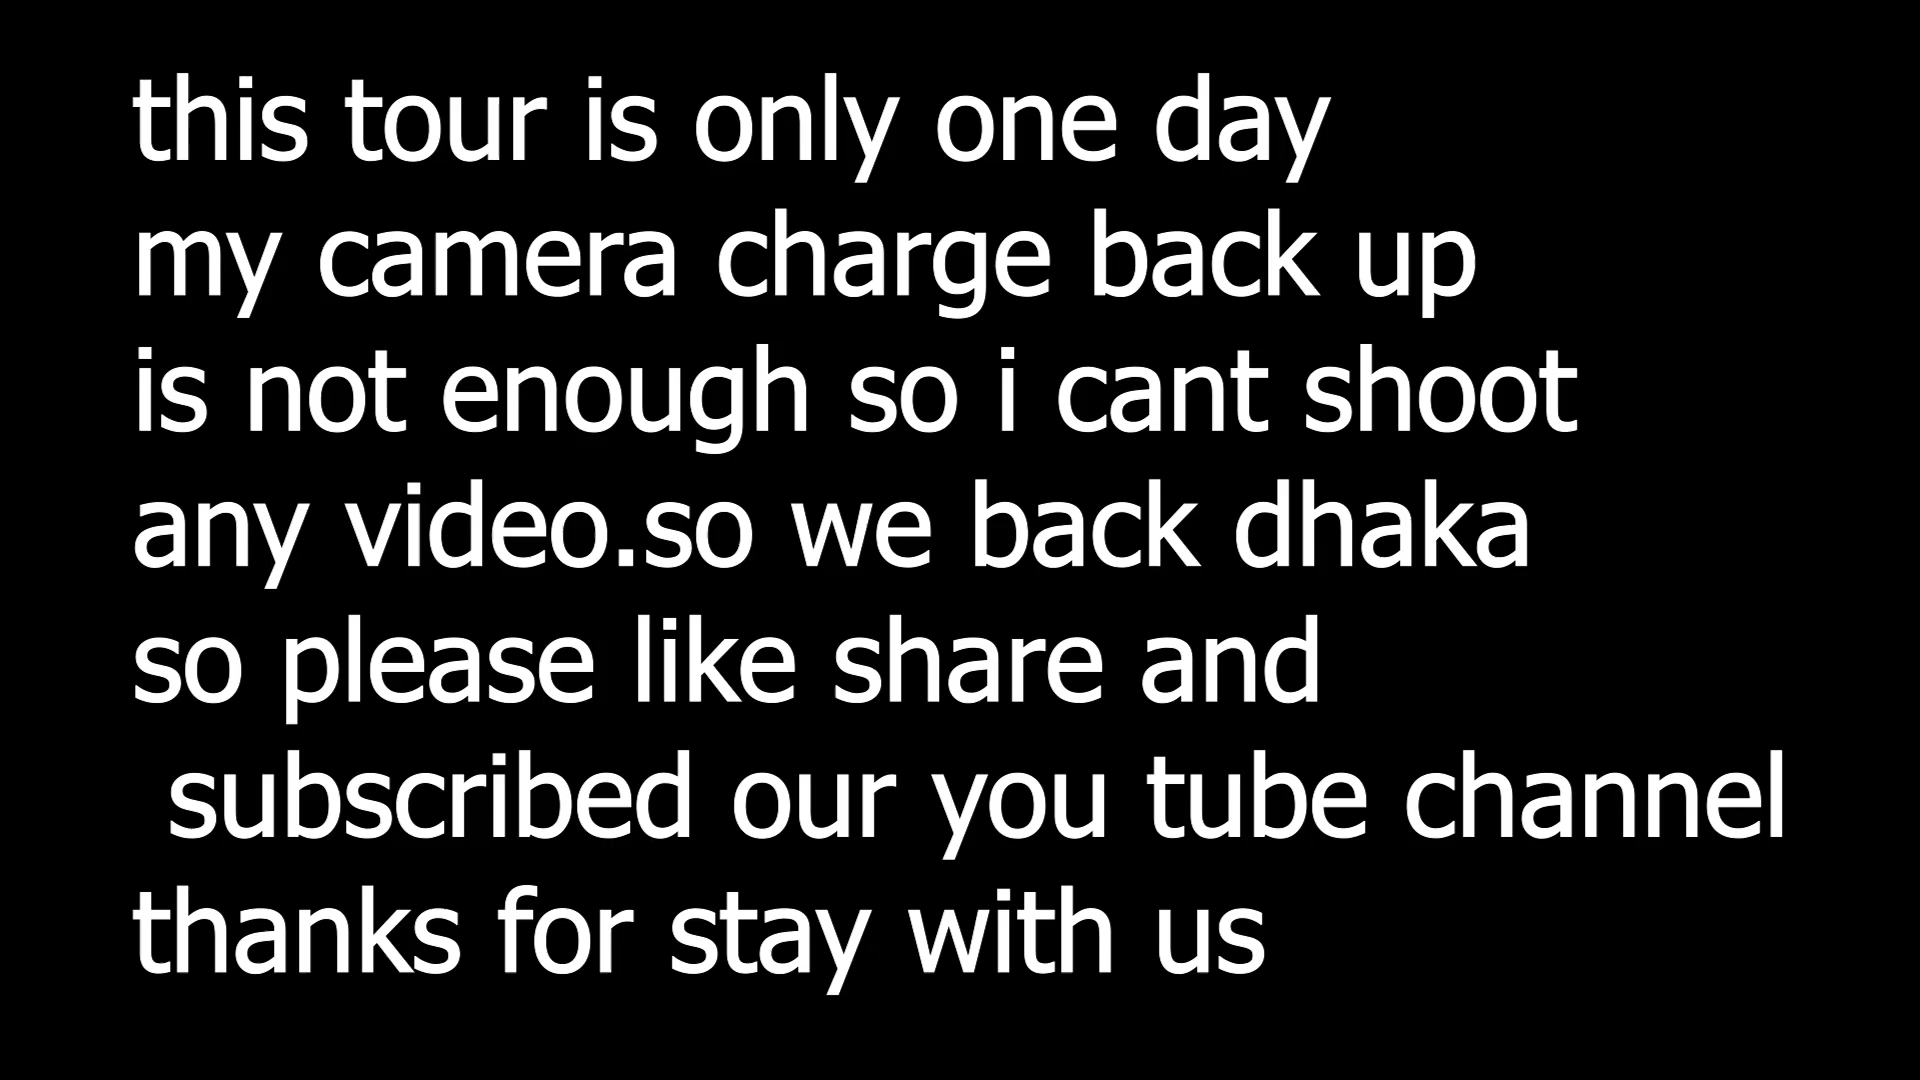 this tour is only one day
my camera charge back up
is not enough so i cant shoot
any video.so we back dhaka
so please like share and
subscribed our you tube channel
thanks for stay with us